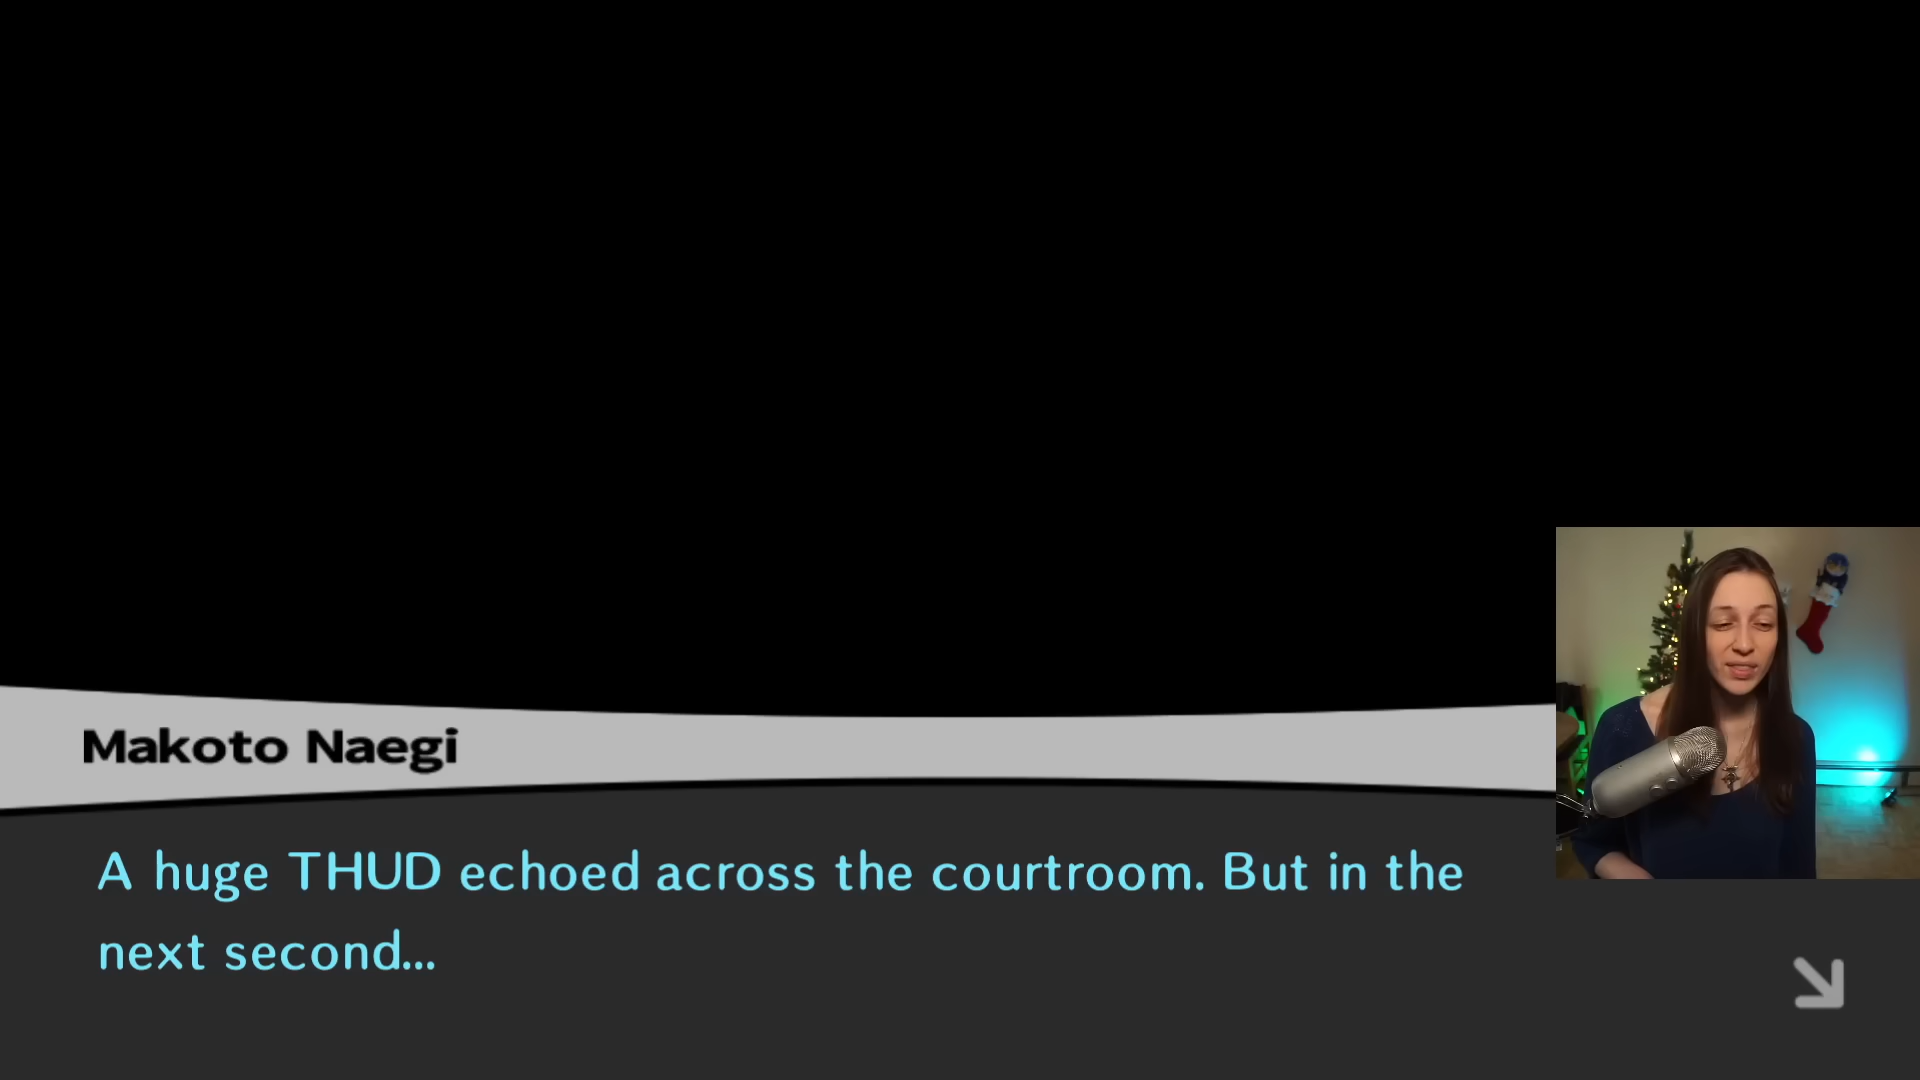 Makoto Naegi
A huge THUD echoed across the courtroom. But in the
next second...